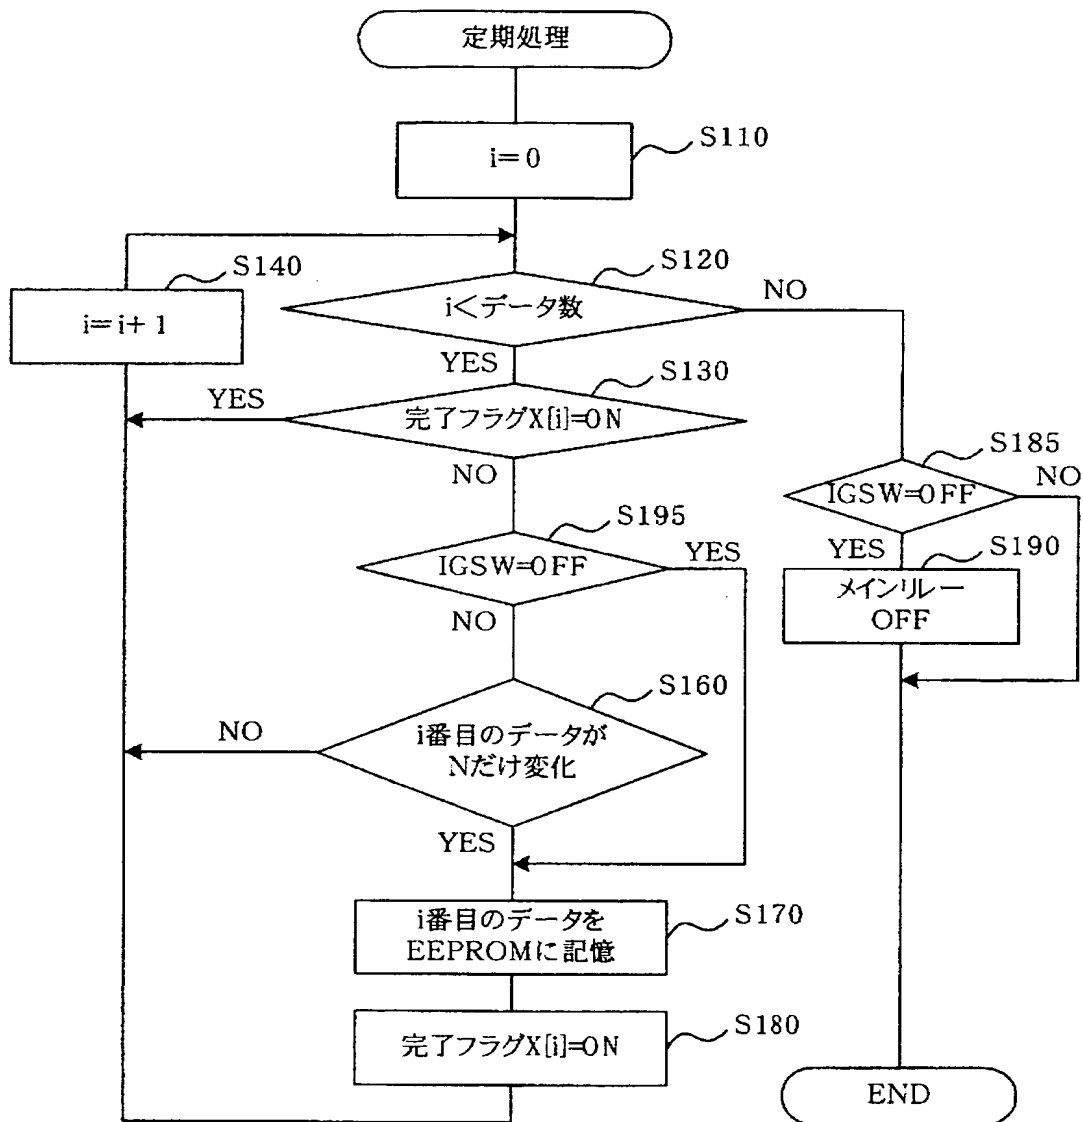 定期処理
i=0
S110
S140
i=i+1
S120
i<データ数
NO
YES
S130
完了フラグX[i]=ON
YES
NO
S185
IGSW=OFF
NO
YES
S190
メインリレー
OFF
S195
IGSW=OFF
YES
NO
S160
i番目のデータが
Nだけ変化
NO
YES
S170
i番目のデータを
EEPROMに記憶
S180
完了フラグX[i]=ON
END